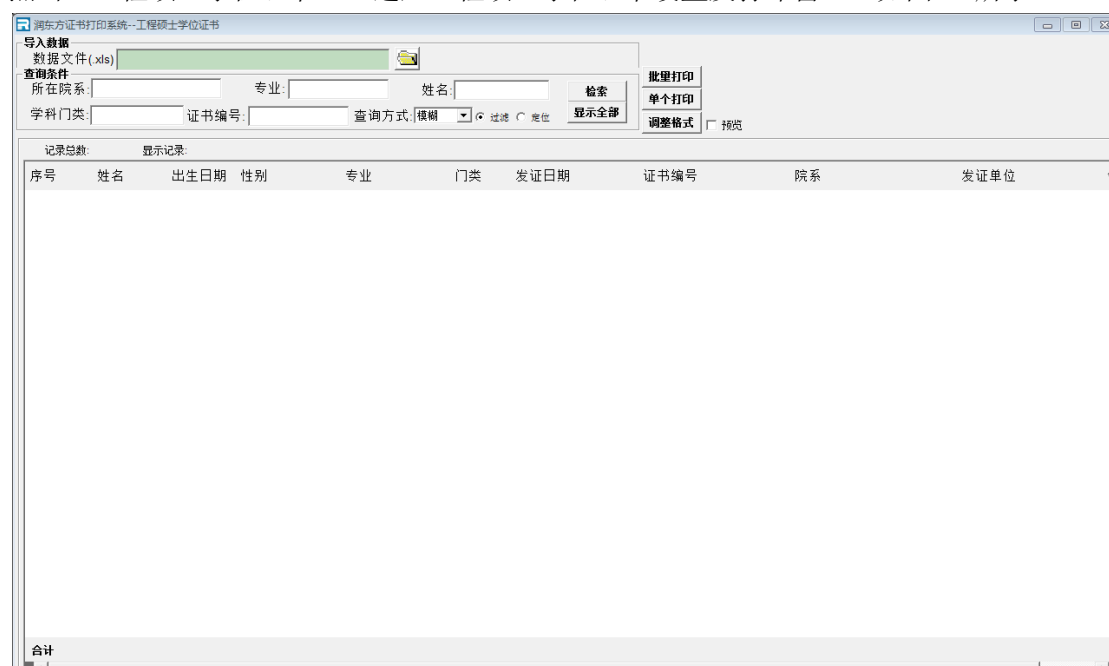 润东方证书打印系统--工程硕士学位证书
导入数据
数据文件(.xls)
查询条件
所在院系: 专业: 姓名: 检索
学科门类: 证书编号: 查询方式: 模糊 过滤 定位 显示全部
批量打印
单个打印
调整格式 预览
记录总数: 显示记录:
序号 姓名 出生日期 性别 专业 门类 发证日期 证书编号 院系 发证单位
合计